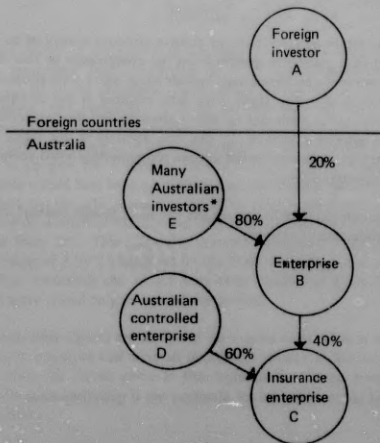 Foreign
investor
A
Foreign countries
Australia
20%
Many
Australian
investors*
E
80%
Enterprise
B
Australian
controlled
enterprise
D
60%
40%
Insurance
enterprise
C